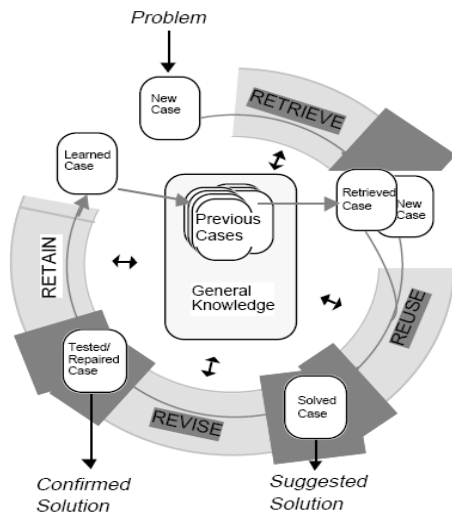 Problem
New
Case
RETRIEVE
Learned
Case
Retrieved
Case
New
Case
Previous
Cases
General
Knowledge
RETAIN
REUSE
Tested/
Repaired
Case
REVISE
Solved
Case
Confirmed
Solution
Suggested
Solution